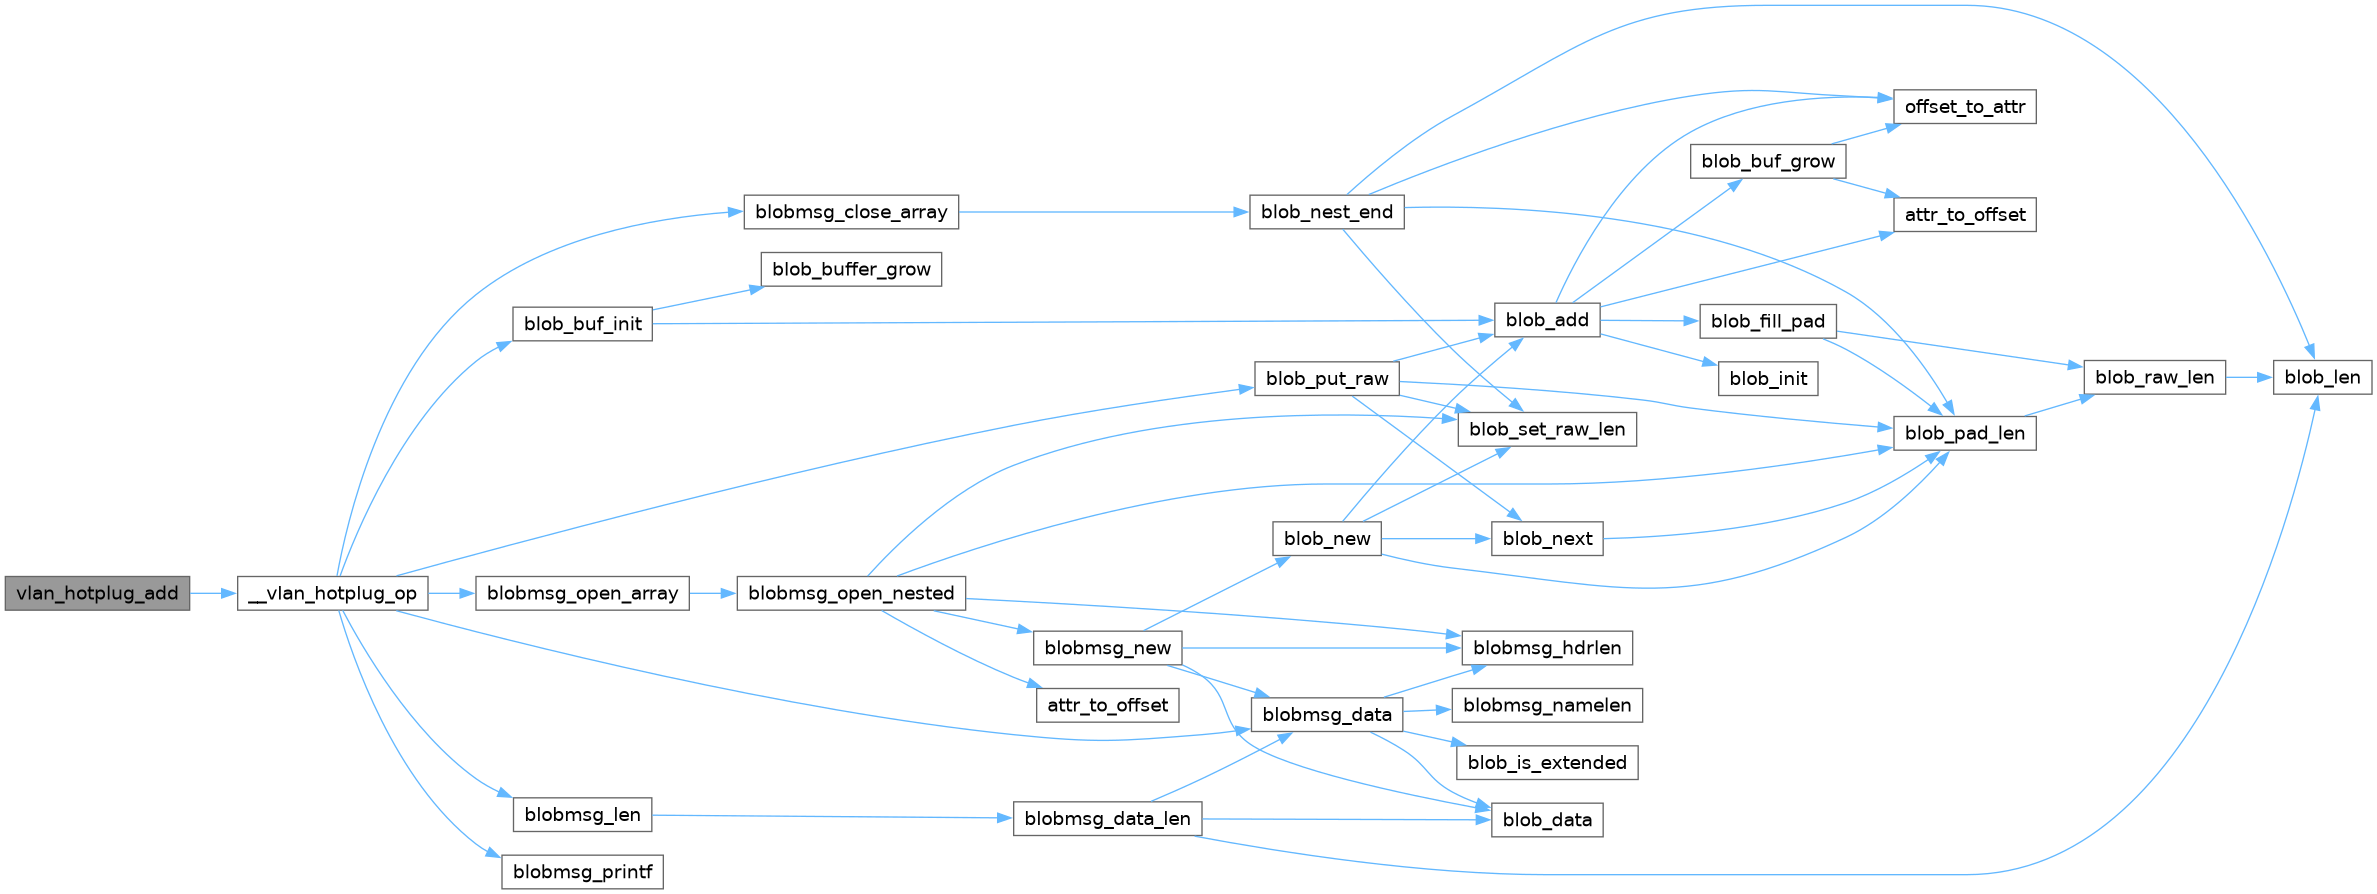 vlan_hotplug_add
__vlan_hotplug_op
blobmsg_close_array
blob_buf_init
blob_buffer_grow
blobmsg_open_array
blobmsg_len
blobmsg_printf
blobmsg_open_nested
blobmsg_new
attr_to_offset
blobmsg_data_len
blob_nest_end
blob_put_raw
blob_new
blobmsg_data
blob_add
blob_set_raw_len
blob_next
blobmsg_hdrlen
blobmsg_namelen
blob_is_extended
blob_data
blob_buf_grow
blob_fill_pad
blob_init
offset_to_attr
attr_to_offset
blob_pad_len
blob_raw_len
blob_len